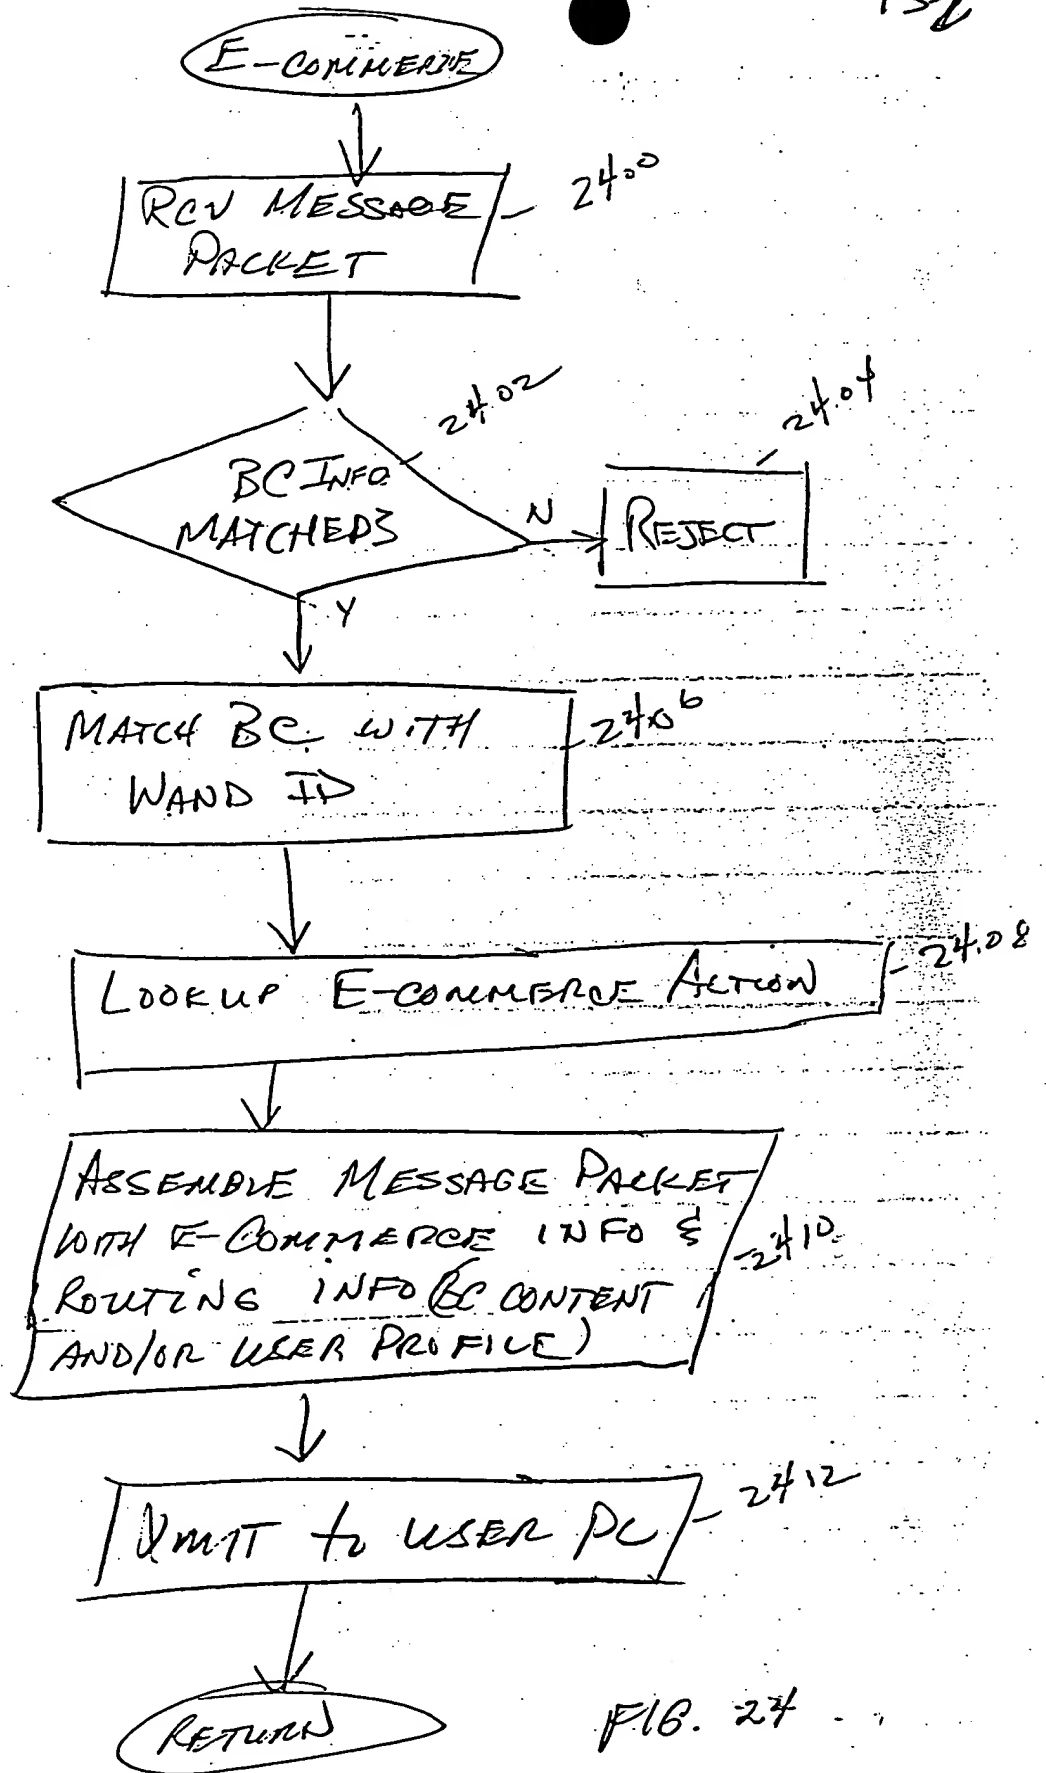 E-COMMERCE
RCV MESSAGE
PACKET
2400
BC INFO
MATCHED?
2402
N
REJECT
2404
Y
MATCH BC WITH
WAND ID
2406
LOOKUP E-COMMERCE ACTION
2408
ASSEMBLE MESSAGE PACKET
WITH E-COMMERCE INFO &
ROUTING INFO (BC CONTENT
AND/OR USER PROFILE)
2410
XMIT to USER PC
2412
RETURN
FIG. 24